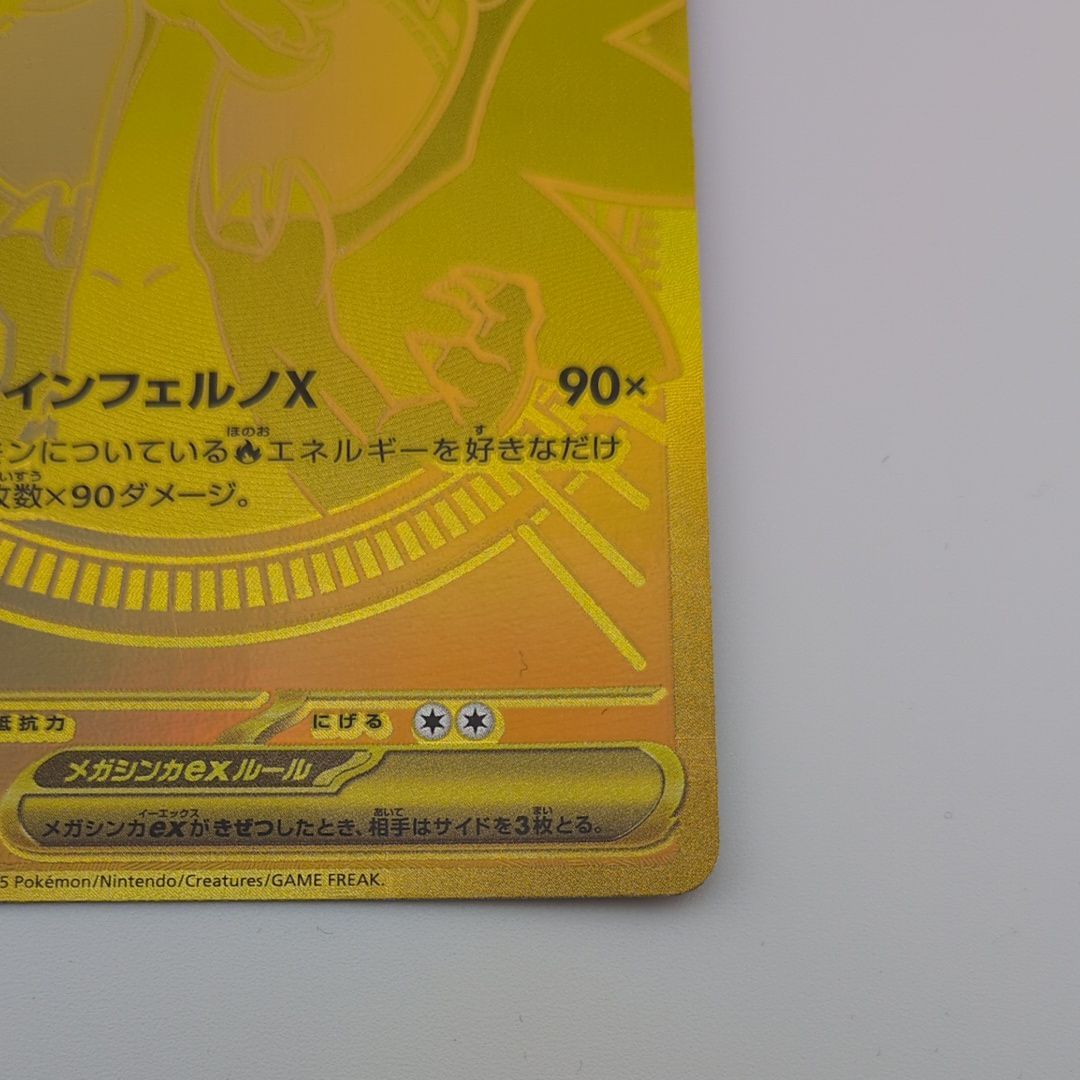 インフェルノX 90×
ンについている エネルギーを好きなだけ
数×90ダメージ。
抵抗力 にげる
メガシンカexルール
メガシンカexがきぜつしたとき、相手はサイドを3枚とる。
5 Pokémon/Nintendo/Creatures/GAME FREAK.